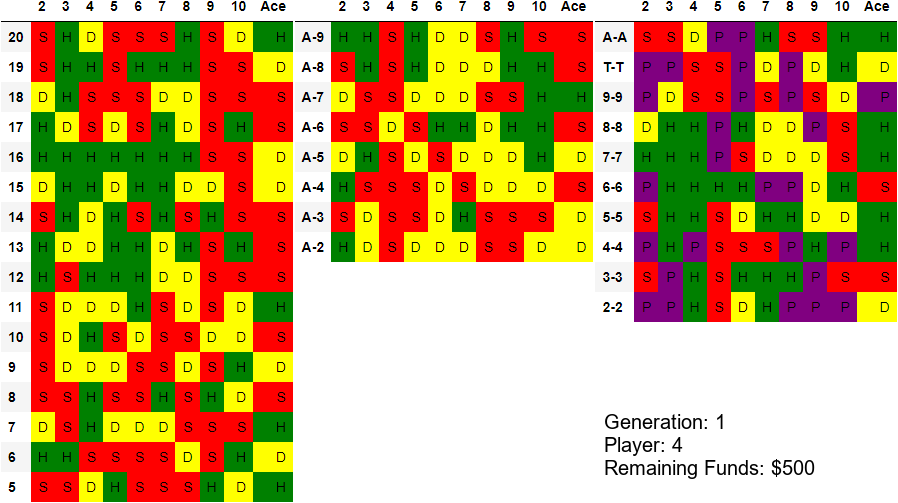 2 3 4 5 6 7 8 9 10 Ace
20 S H D S S S H S D H
19 S H H S H H H S S D
18 D H S S S D D S S S
17 H D S D S H D S H S
16 H H H H H H H S S D
15 D H H D H H D D S D
14 S H D H S H S H S S
13 H D D H H D H S H S
12 H S H H H D D S S S
11 S D D D H S D S D H
10 S D H S D S S D D S
9 S D D D S S D S H D
8 S S H S S H S H D S
7 D S H D D D S S S H
6 H H S S S S D S H D
5 S S D H S S S H D H
2 3 4 5 6 7 8 9 10 Ace
A-9 H H S H D D S H S S
A-8 S H S H D D D H H S
A-7 D S S D D D S S H H
A-6 S S D S H H D H H S
A-5 D H S D S D D D H D
A-4 H S S S D S D D D S
A-3 S D S S D H S S S D
A-2 H D S D D D S S D D
2 3 4 5 6 7 8 9 10 Ace
A-A S S D P P H S S H H
T-T P P S S P D P D H D
9-9 P D S S P S P S D P
8-8 D H H P H D D P S H
7-7 H H H P S D D D S H
6-6 P H H H H P P D H S
5-5 S H H S D H H D D H
4-4 P H P S S S P H P H
3-3 S P H S H H H P S S
2-2 P P H S D H P P P D
Generation: 1
Player: 4
Remaining Funds: $500